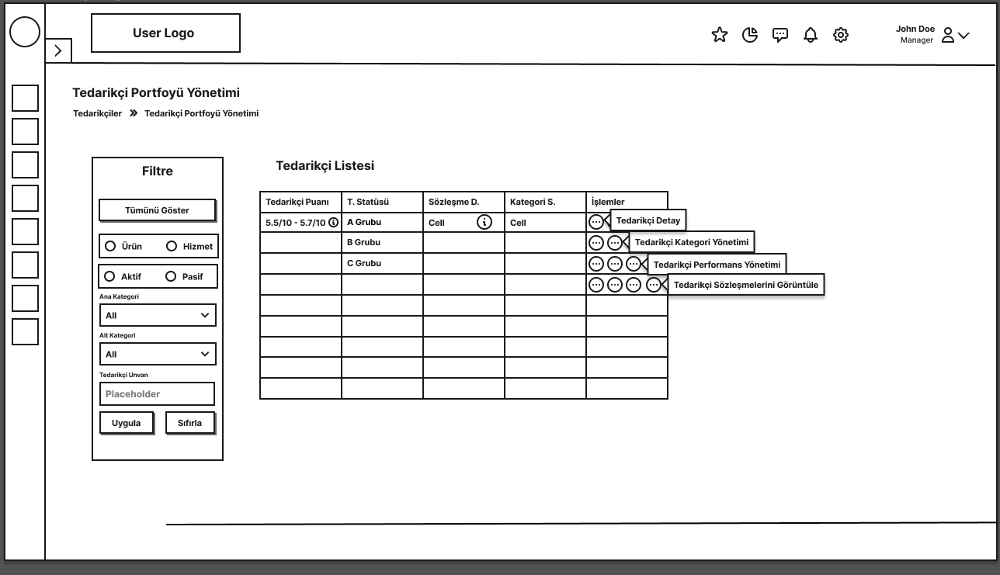 User Logo
John Doe
Manager
Tedarikçi Portfoyü Yönetimi
Tedarikçiler » Tedarikçi Portfoyü Yönetimi
Filtre
Tümünü Göster
Ürün Hizmet
Aktif Pasif
Ana Kategori
All
Alt Kategori
All
Tedarikçi Unvan
Placeholder
Uygula Sıfırla
Tedarikçi Listesi
Tedarikçi Puanı T. Statüsü Sözleşme D. Kategori S. İşlemler
5.5/10 - 5.7/10 A Grubu Cell Cell Tedarikçi Detay
B Grubu Tedarikçi Kategori Yönetimi
C Grubu Tedarikçi Performans Yönetimi
Tedarikçi Sözleşmelerini Görüntüle